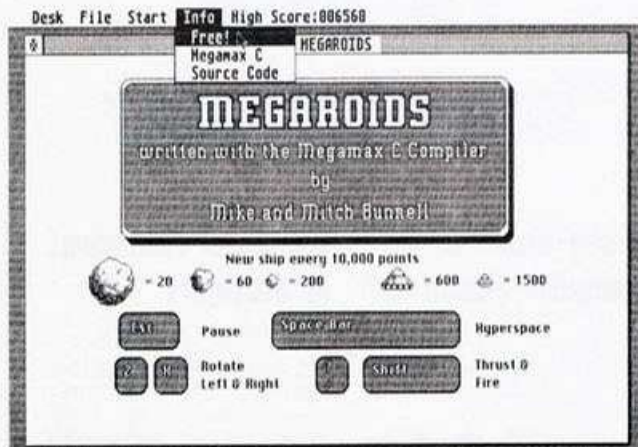 Desk File Start Info High Score:006560
Free!
Megamax C
Source Code
MEGAROIDS
MEGAROIDS
written with the Megamax C Compiler
by
Mike and Mitch Bunnell
New ship every 10,000 points
= 20 = 60 = 200 = 600 = 1500
Esc Pause Space Bar Hyperspace
Z X Rotate Left & Right Shift Thrust & Fire